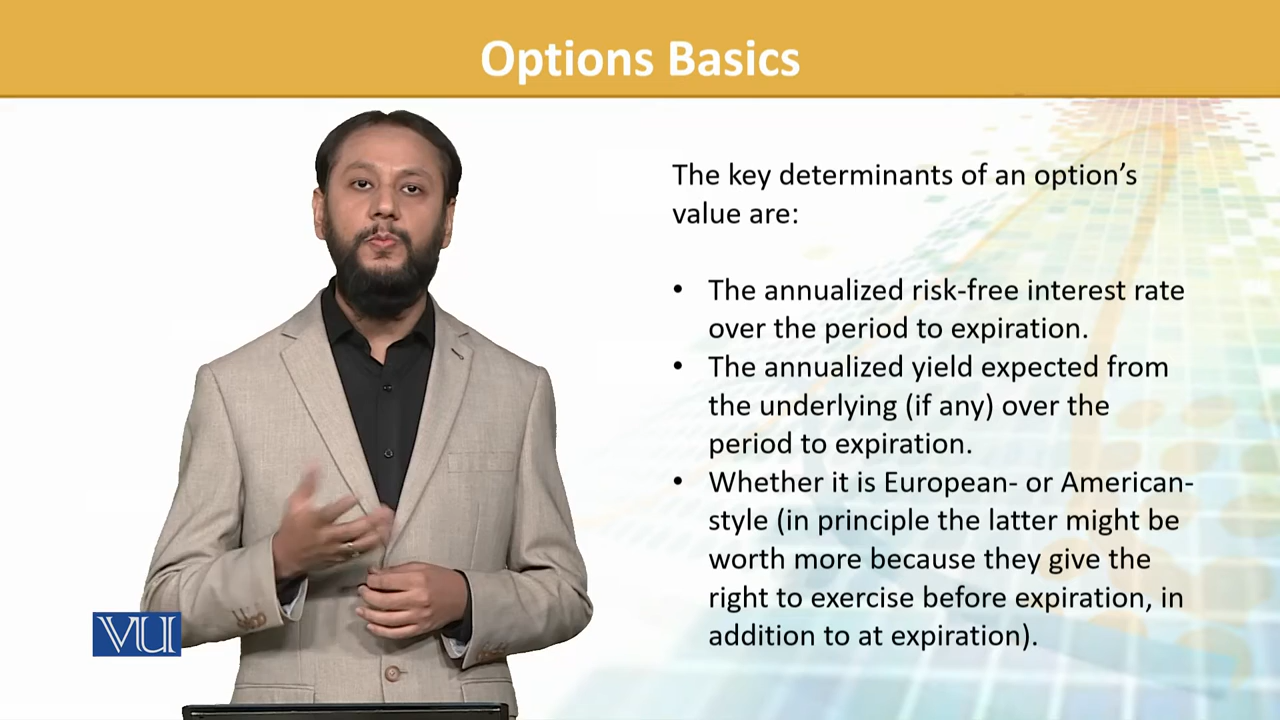 Options Basics
The key determinants of an option’s
value are:
• The annualized risk-free interest rate
over the period to expiration.
• The annualized yield expected from
the underlying (if any) over the
period to expiration.
• Whether it is European- or American-
style (in principle the latter might be
worth more because they give the
right to exercise before expiration, in
addition to at expiration).
VU